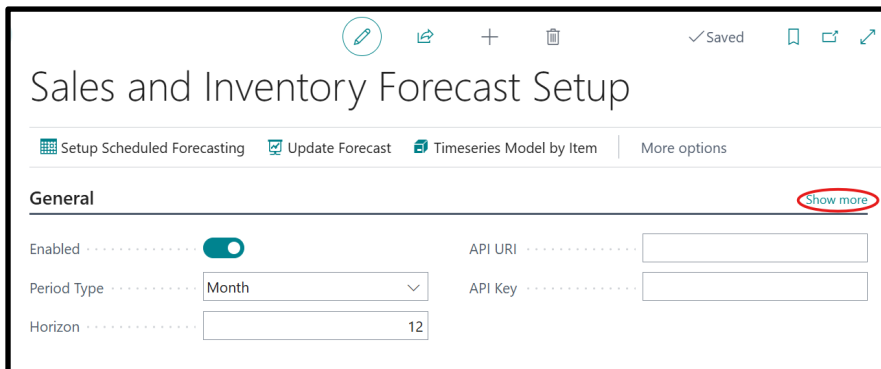 Saved
Sales and Inventory Forecast Setup
Setup Scheduled Forecasting Update Forecast Timeseries Model by Item More options
General Show more
Enabled API URI
Period Type Month API Key
Horizon 12